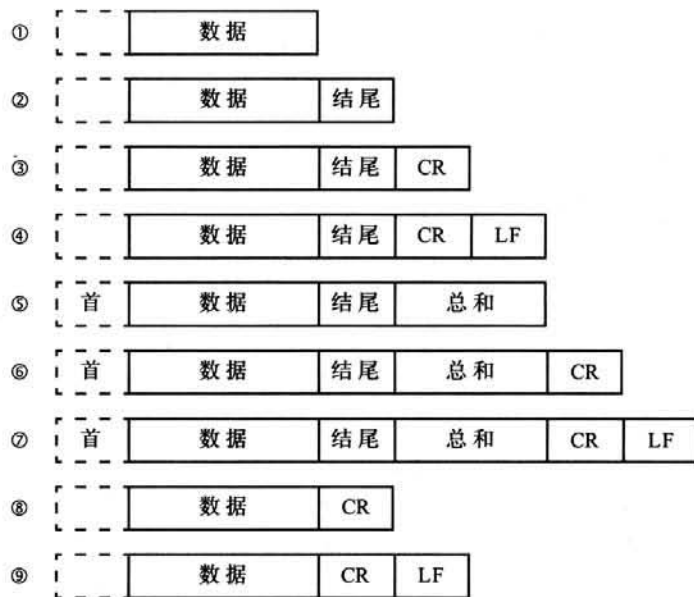 ① 数据
② 数据 结尾
③ 数据 结尾 CR
④ 数据 结尾 CR LF
⑤ 首 数据 结尾 总和
⑥ 首 数据 结尾 总和 CR
⑦ 首 数据 结尾 总和 CR LF
⑧ 数据 CR
⑨ 数据 CR LF